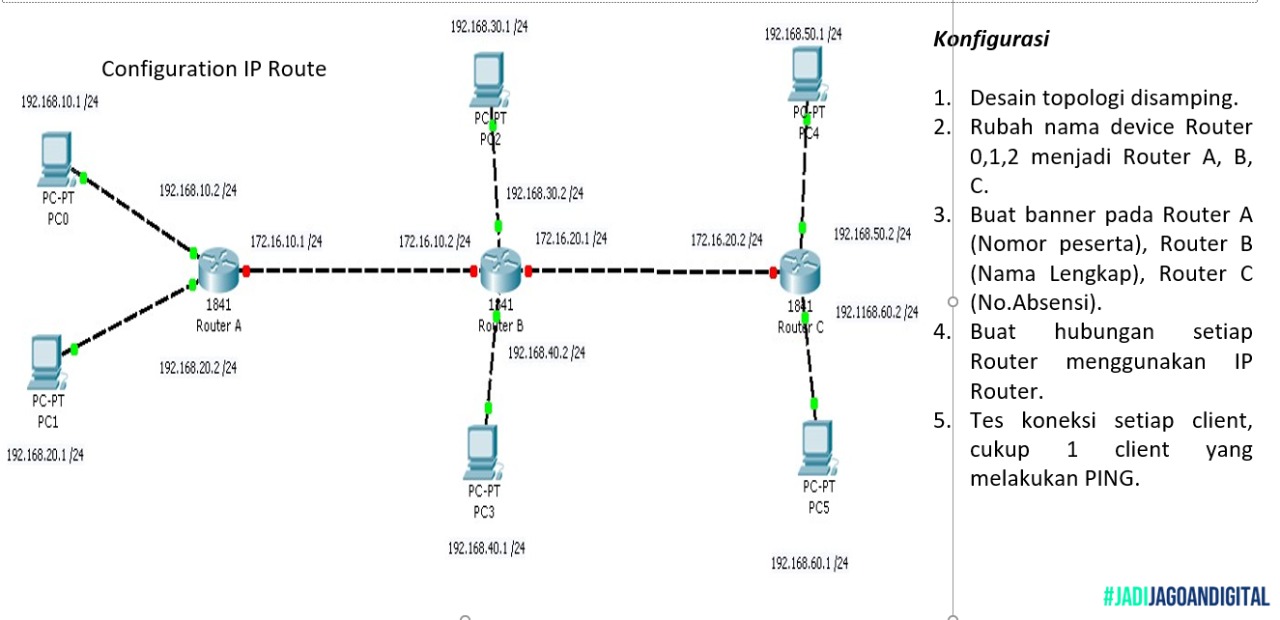 Configuration IP Route
192.168.10.1 /24
PC-PT
PC0
192.168.10.2 /24
192.168.30.1 /24
PC-PT
PC2
192.168.30.2 /24
192.168.50.1 /24
PC-PT
PC4
192.168.50.2 /24
172.16.10.1 /24
172.16.10.2 /24
172.16.20.1 /24
172.16.20.2 /24
1841
Router A
1841
Router B
1841
Router C
192.1168.60.2 /24
192.168.20.2 /24
192.168.40.2 /24
PC-PT
PC1
192.168.20.1 /24
PC-PT
PC3
192.168.40.1 /24
PC-PT
PC5
192.168.60.1 /24
Konfigurasi
1. Desain topologi disamping.
2. Rubah nama device Router
0,1,2 menjadi Router A, B,
C.
3. Buat banner pada Router A
(Nomor peserta), Router B
(Nama Lengkap), Router C
(No.Absensi).
4. Buat hubungan setiap
Router menggunakan IP
Router.
5. Tes koneksi setiap client,
cukup 1 client yang
melakukan PING.
#JADIJAGOANDIGITAL